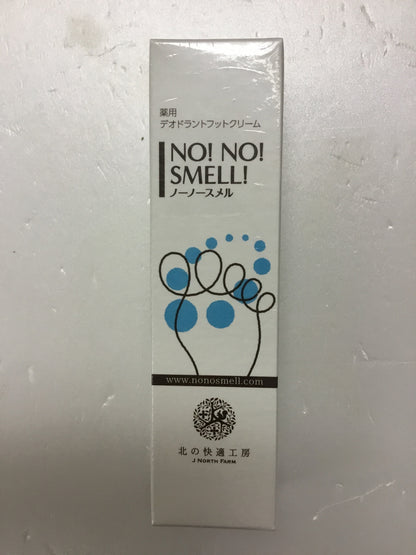 薬用
デオドラントフットクリーム
NO! NO!
SMELL!
ノーノースメル
www.nonosmell.com
北の快適工房
J NORTH FARM